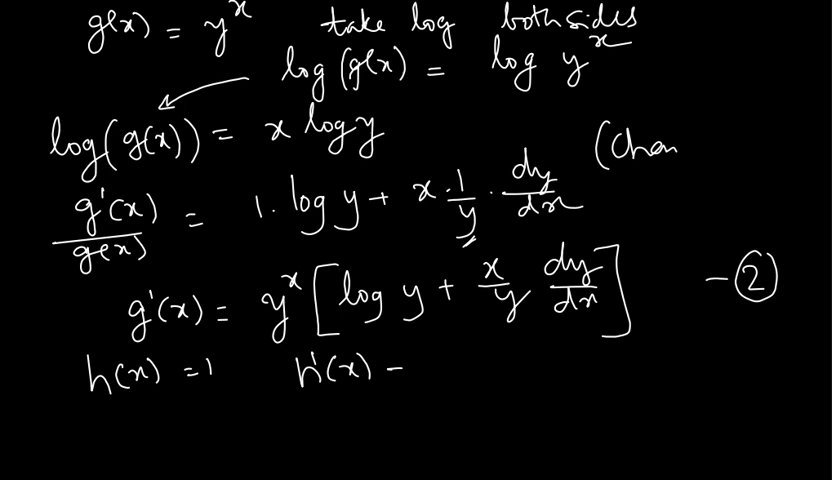 g(x) = y^x take log both sides
log (g(x) = log y^x
log(g(x)) = x log y
g'(x)/g(x) = 1. log y + x . 1/y . dy/dx (Chan
g'(x) = y^x [log y + x/y dy/dx] - ②
h(x) = 1 h'(x) -